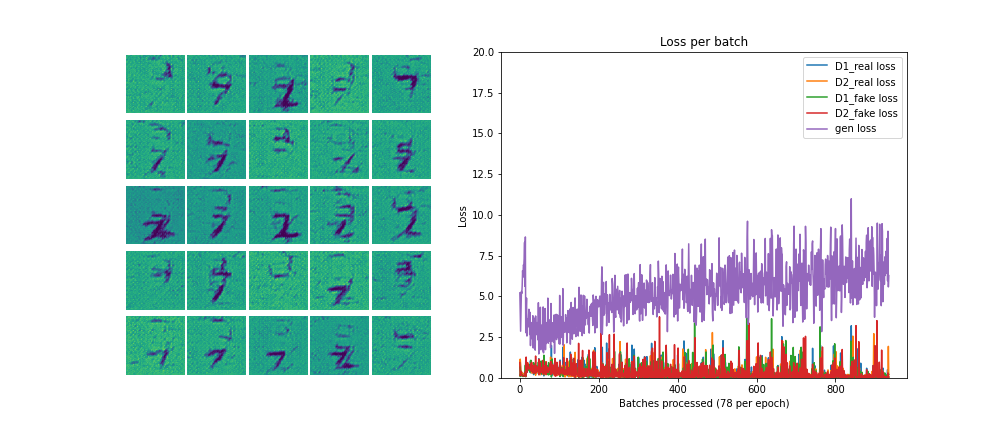 Loss per batch
20.0
17.5
15.0
12.5
10.0
7.5
5.0
2.5
0.0
Loss
D1_real loss
D2_real loss
D1_fake loss
D2_fake loss
gen loss
0 200 400 600 800
Batches processed (78 per epoch)